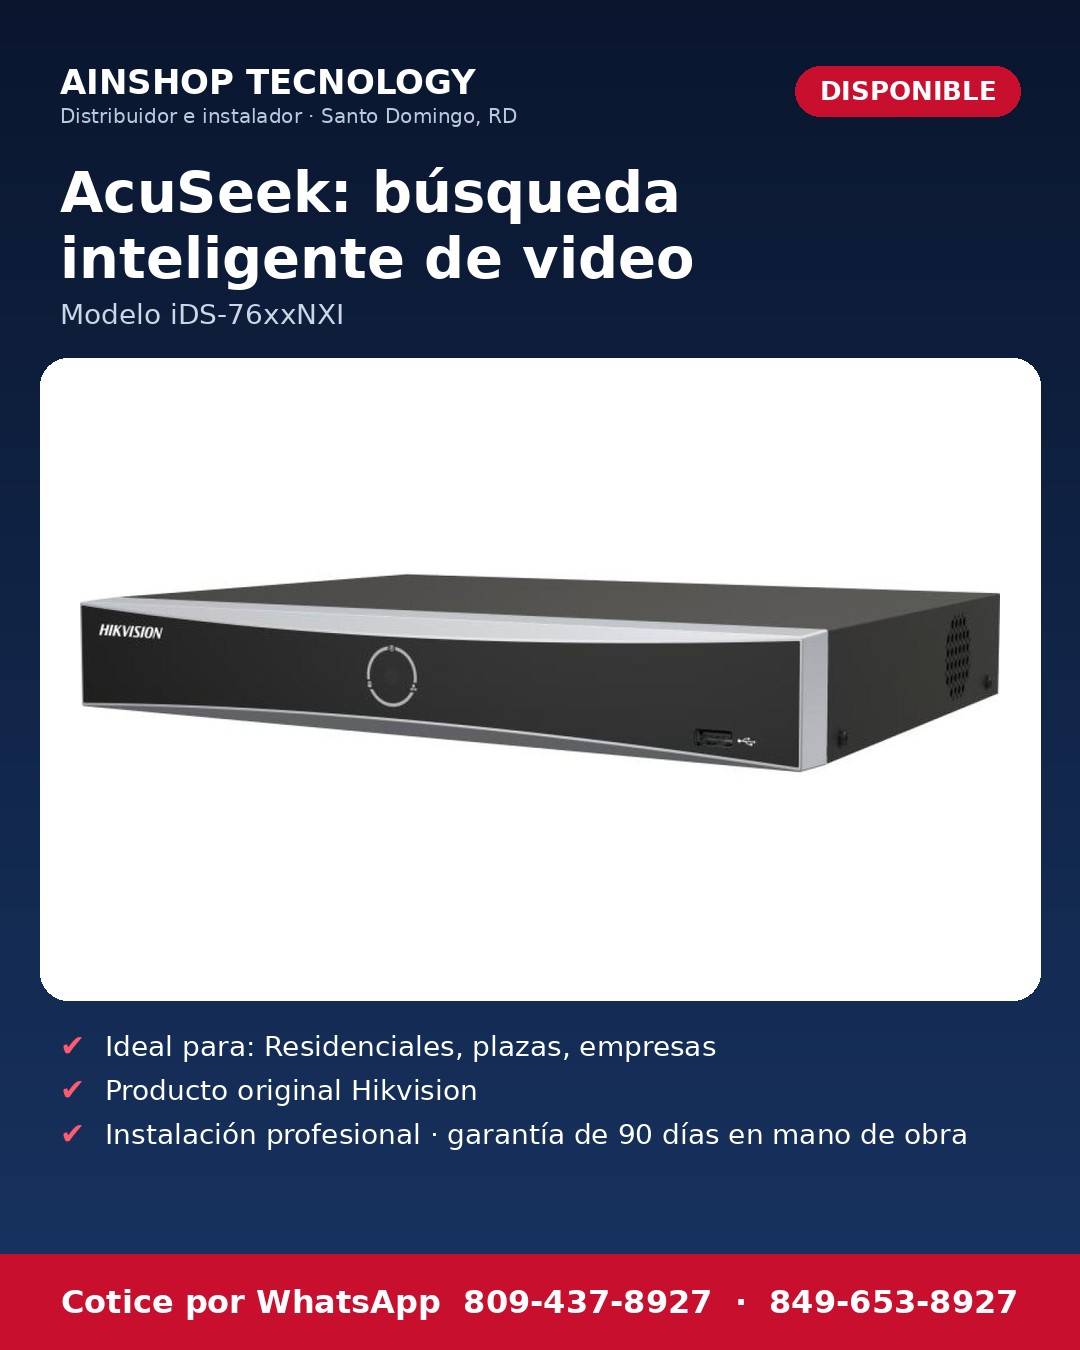 AINSHOP TECNOLOGY
Distribuidor e instalador · Santo Domingo, RD
DISPONIBLE
AcuSeek: búsqueda
inteligente de video
Modelo iDS-76xxNXI
HIKVISION
✔ Ideal para: Residenciales, plazas, empresas
✔ Producto original Hikvision
✔ Instalación profesional · garantía de 90 días en mano de obra
Cotice por WhatsApp 809-437-8927 · 849-653-8927